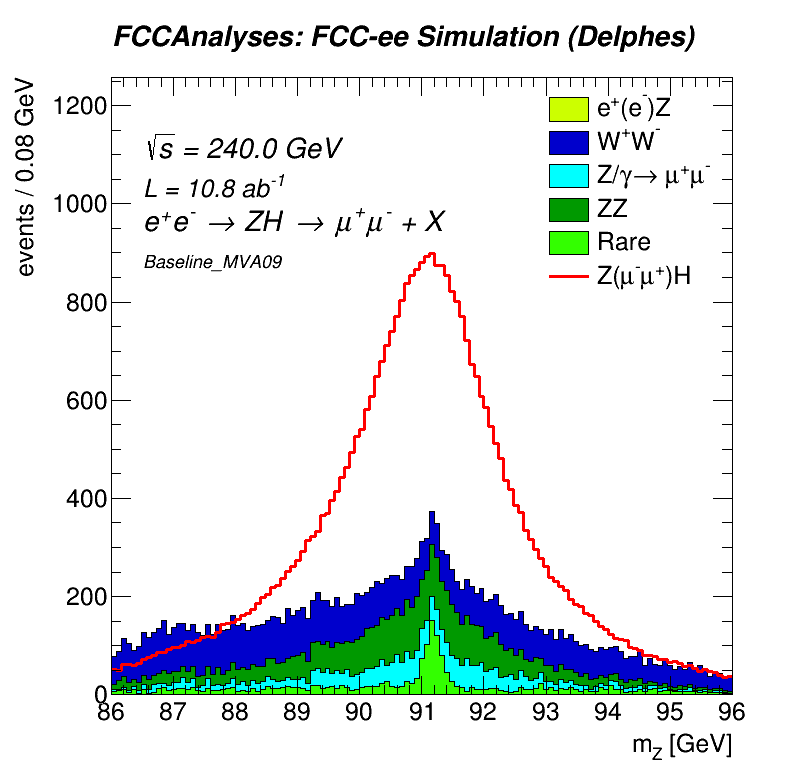 FCCAnalyses: FCC-ee Simulation (Delphes)
events / 0.08 GeV
1200
1000
800
600
400
200
0
√s = 240.0 GeV
L = 10.8 ab⁻¹
e⁺e⁻ → ZH → μ⁺μ⁻ + X
Baseline_MVA09
e⁺(e⁻)Z
W⁺W⁻
Z/γ→ μ⁺μ⁻
ZZ
Rare
Z(μ⁻μ⁺)H
86 87 88 89 90 91 92 93 94 95 96
m_Z [GeV]